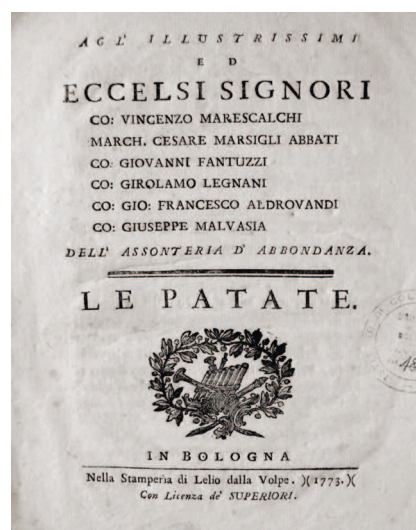 AGL' ILLUSTRISSIMI
E D
ECCELSI SIGNORI
CO: VINCENZO MARESCALCHI
MARCH. CESARE MARSIGLI ABBATI
CO: GIOVANNI FANTUZZI
CO: GIROLAMO LEGNANI
CO: GIO: FRANCESCO ALDROVANDI
CO: GIUSEPPE MALVASIA
DELL' ASSONTERIA D' ABBONDANZA.
LE PATATE.
IN BOLOGNA
Nella Stamperia di Lelio dalla Volpe. )( 1773. )(
Con Licenza de' SUPERIORI.